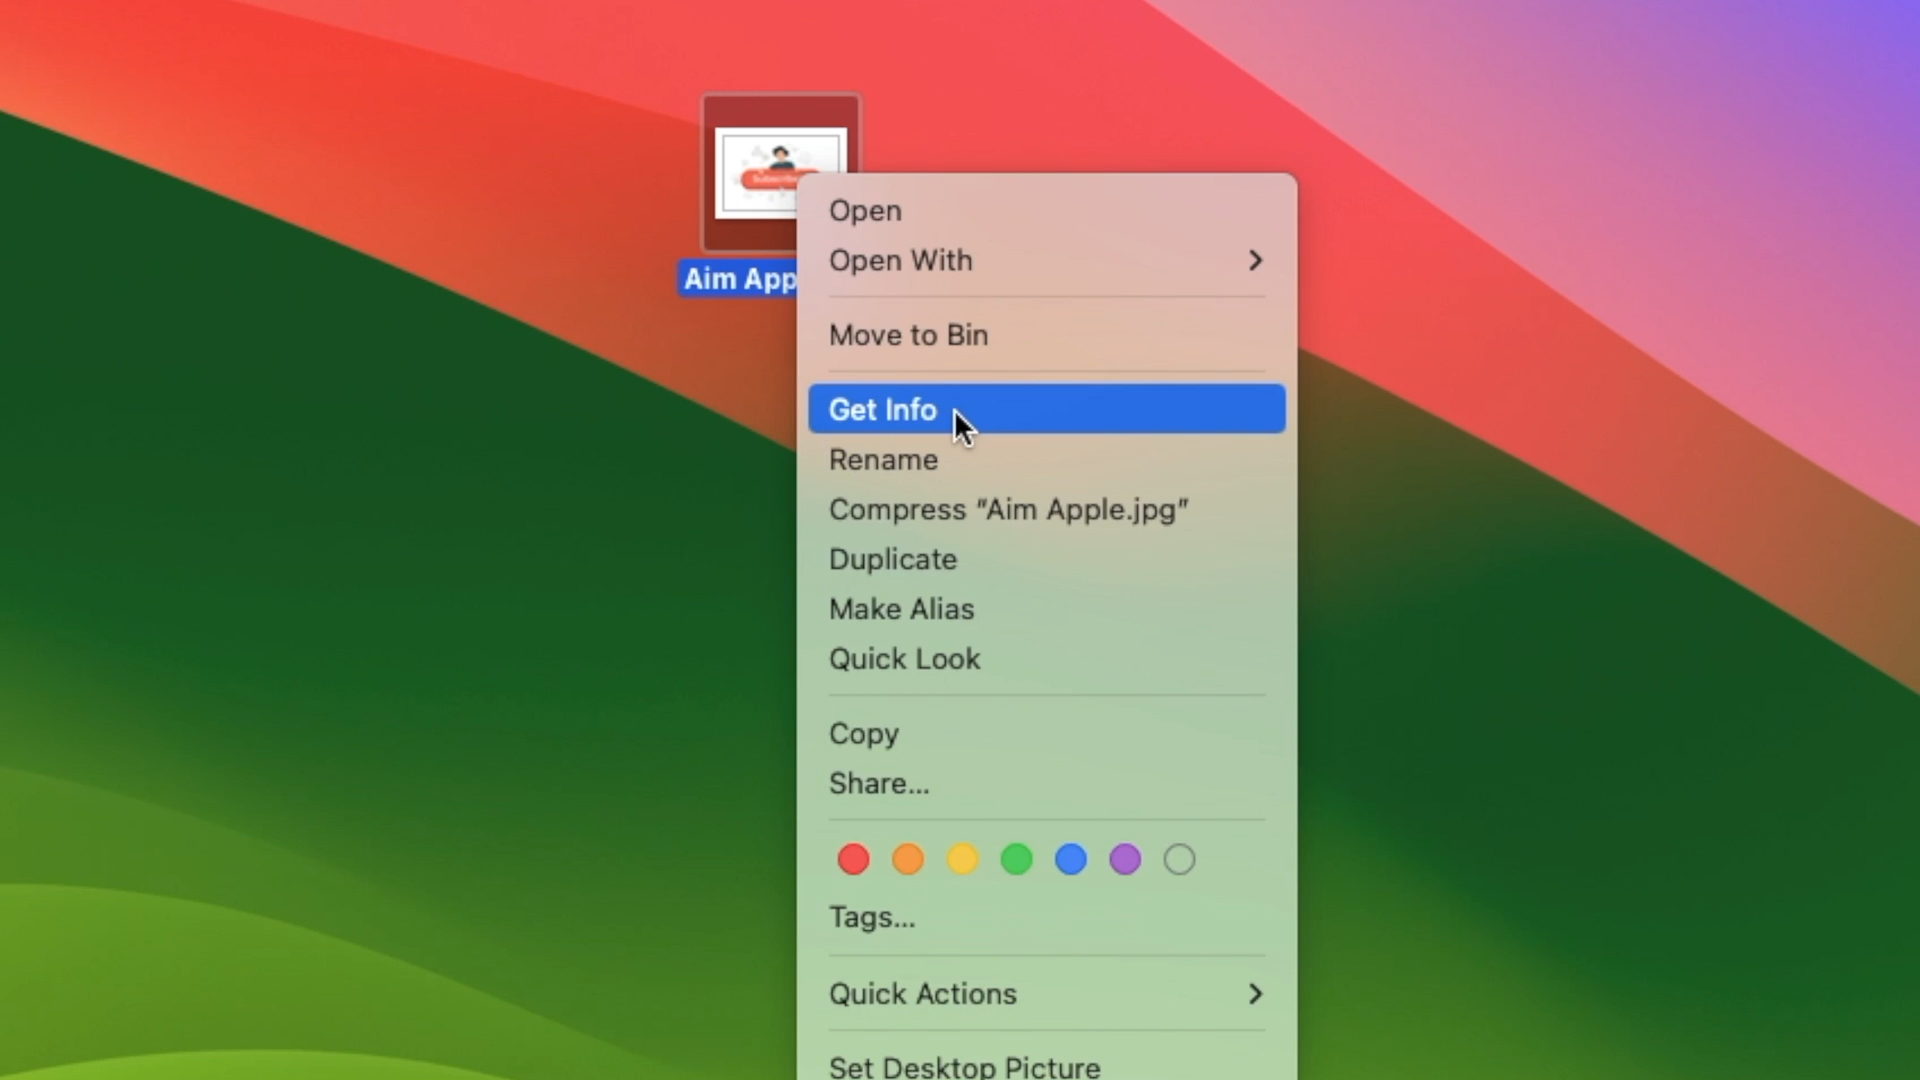 Subscribe
Aim App
Open
Open With
Move to Bin
Get Info
Rename
Compress “Aim Apple.jpg”
Duplicate
Make Alias
Quick Look
Copy
Share...
Tags...
Quick Actions
Set Desktop Picture